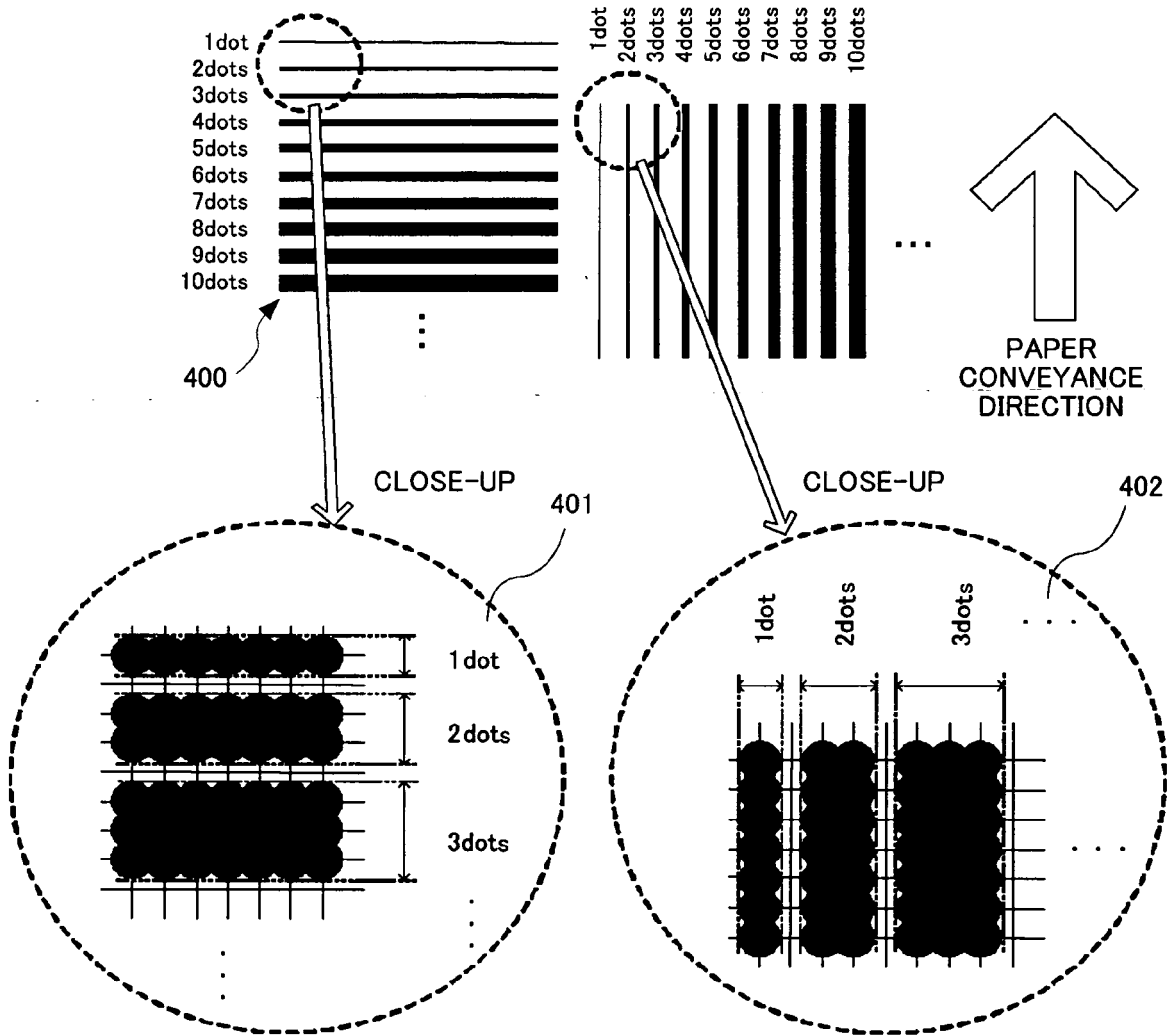 1dot
2dots
3dots
4dots
5dots
6dots
7dots
8dots
9dots
10dots
400
1dot
2dots
3dots
4dots
5dots
6dots
7dots
8dots
9dots
10dots
PAPER
CONVEYANCE
DIRECTION
CLOSE-UP
401
1dot
2dots
3dots
CLOSE-UP
402
1dot
2dots
3dots